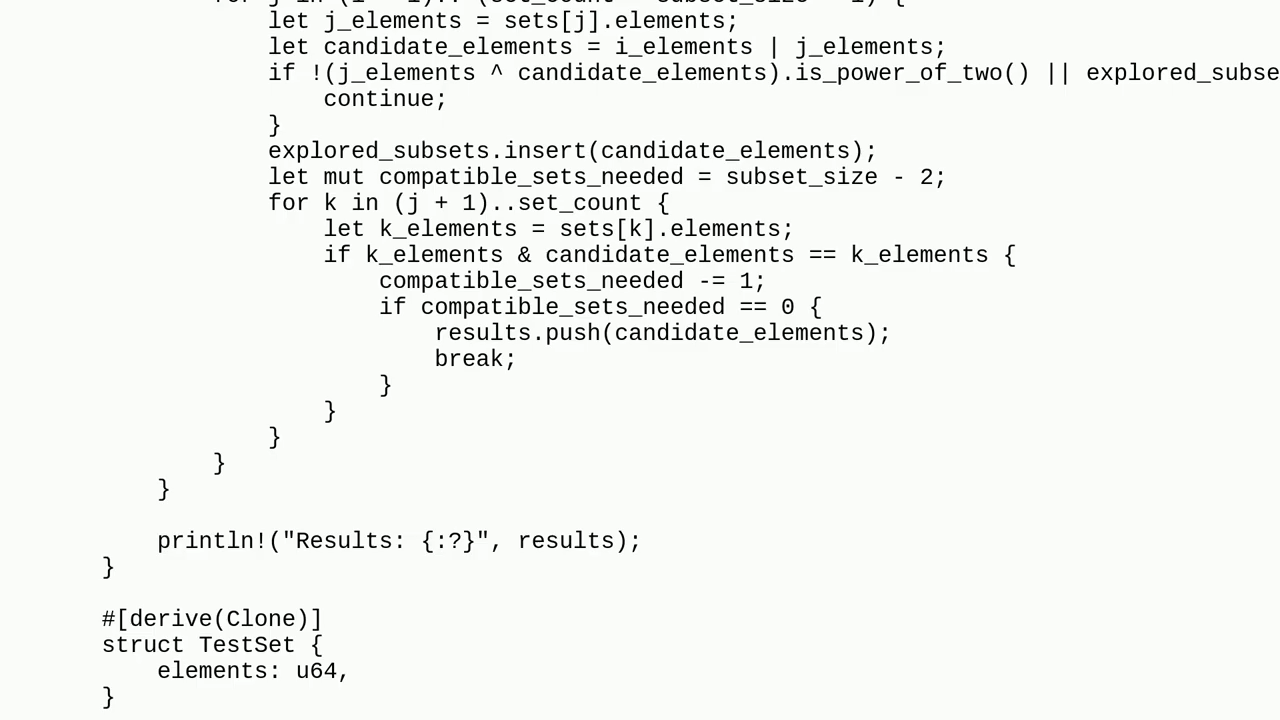 let j_elements = sets[j].elements;
let candidate_elements = i_elements | j_elements;
if !(j_elements ^ candidate_elements).is_power_of_two() || explored_subse
continue;
}
explored_subsets.insert(candidate_elements);
let mut compatible_sets_needed = subset_size - 2;
for k in (j + 1)..set_count {
let k_elements = sets[k].elements;
if k_elements & candidate_elements == k_elements {
compatible_sets_needed -= 1;
if compatible_sets_needed == 0 {
results.push(candidate_elements);
break;
}
}
}
}
}
println!("Results: {:?}", results);
}
#[derive(Clone)]
struct TestSet {
elements: u64,
}